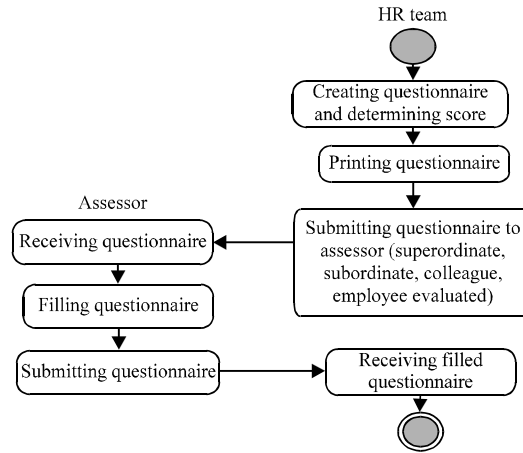 HR team
Creating questionnaire
and determining score
Printing questionnaire
Submitting questionnaire to
assessor (superordinate,
subordinate, colleague,
employee evaluated)
Assessor
Receiving questionnaire
Filling questionnaire
Submitting questionnaire
Receiving filled
questionnaire